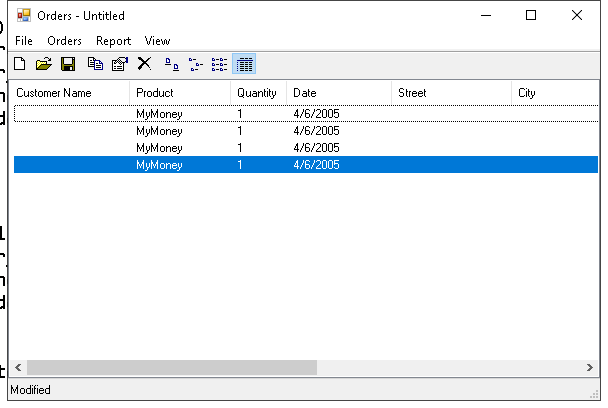 Orders - Untitled
File Orders Report View
Customer Name Product Quantity Date Street City
MyMoney 1 4/6/2005
MyMoney 1 4/6/2005
MyMoney 1 4/6/2005
MyMoney 1 4/6/2005
Modified